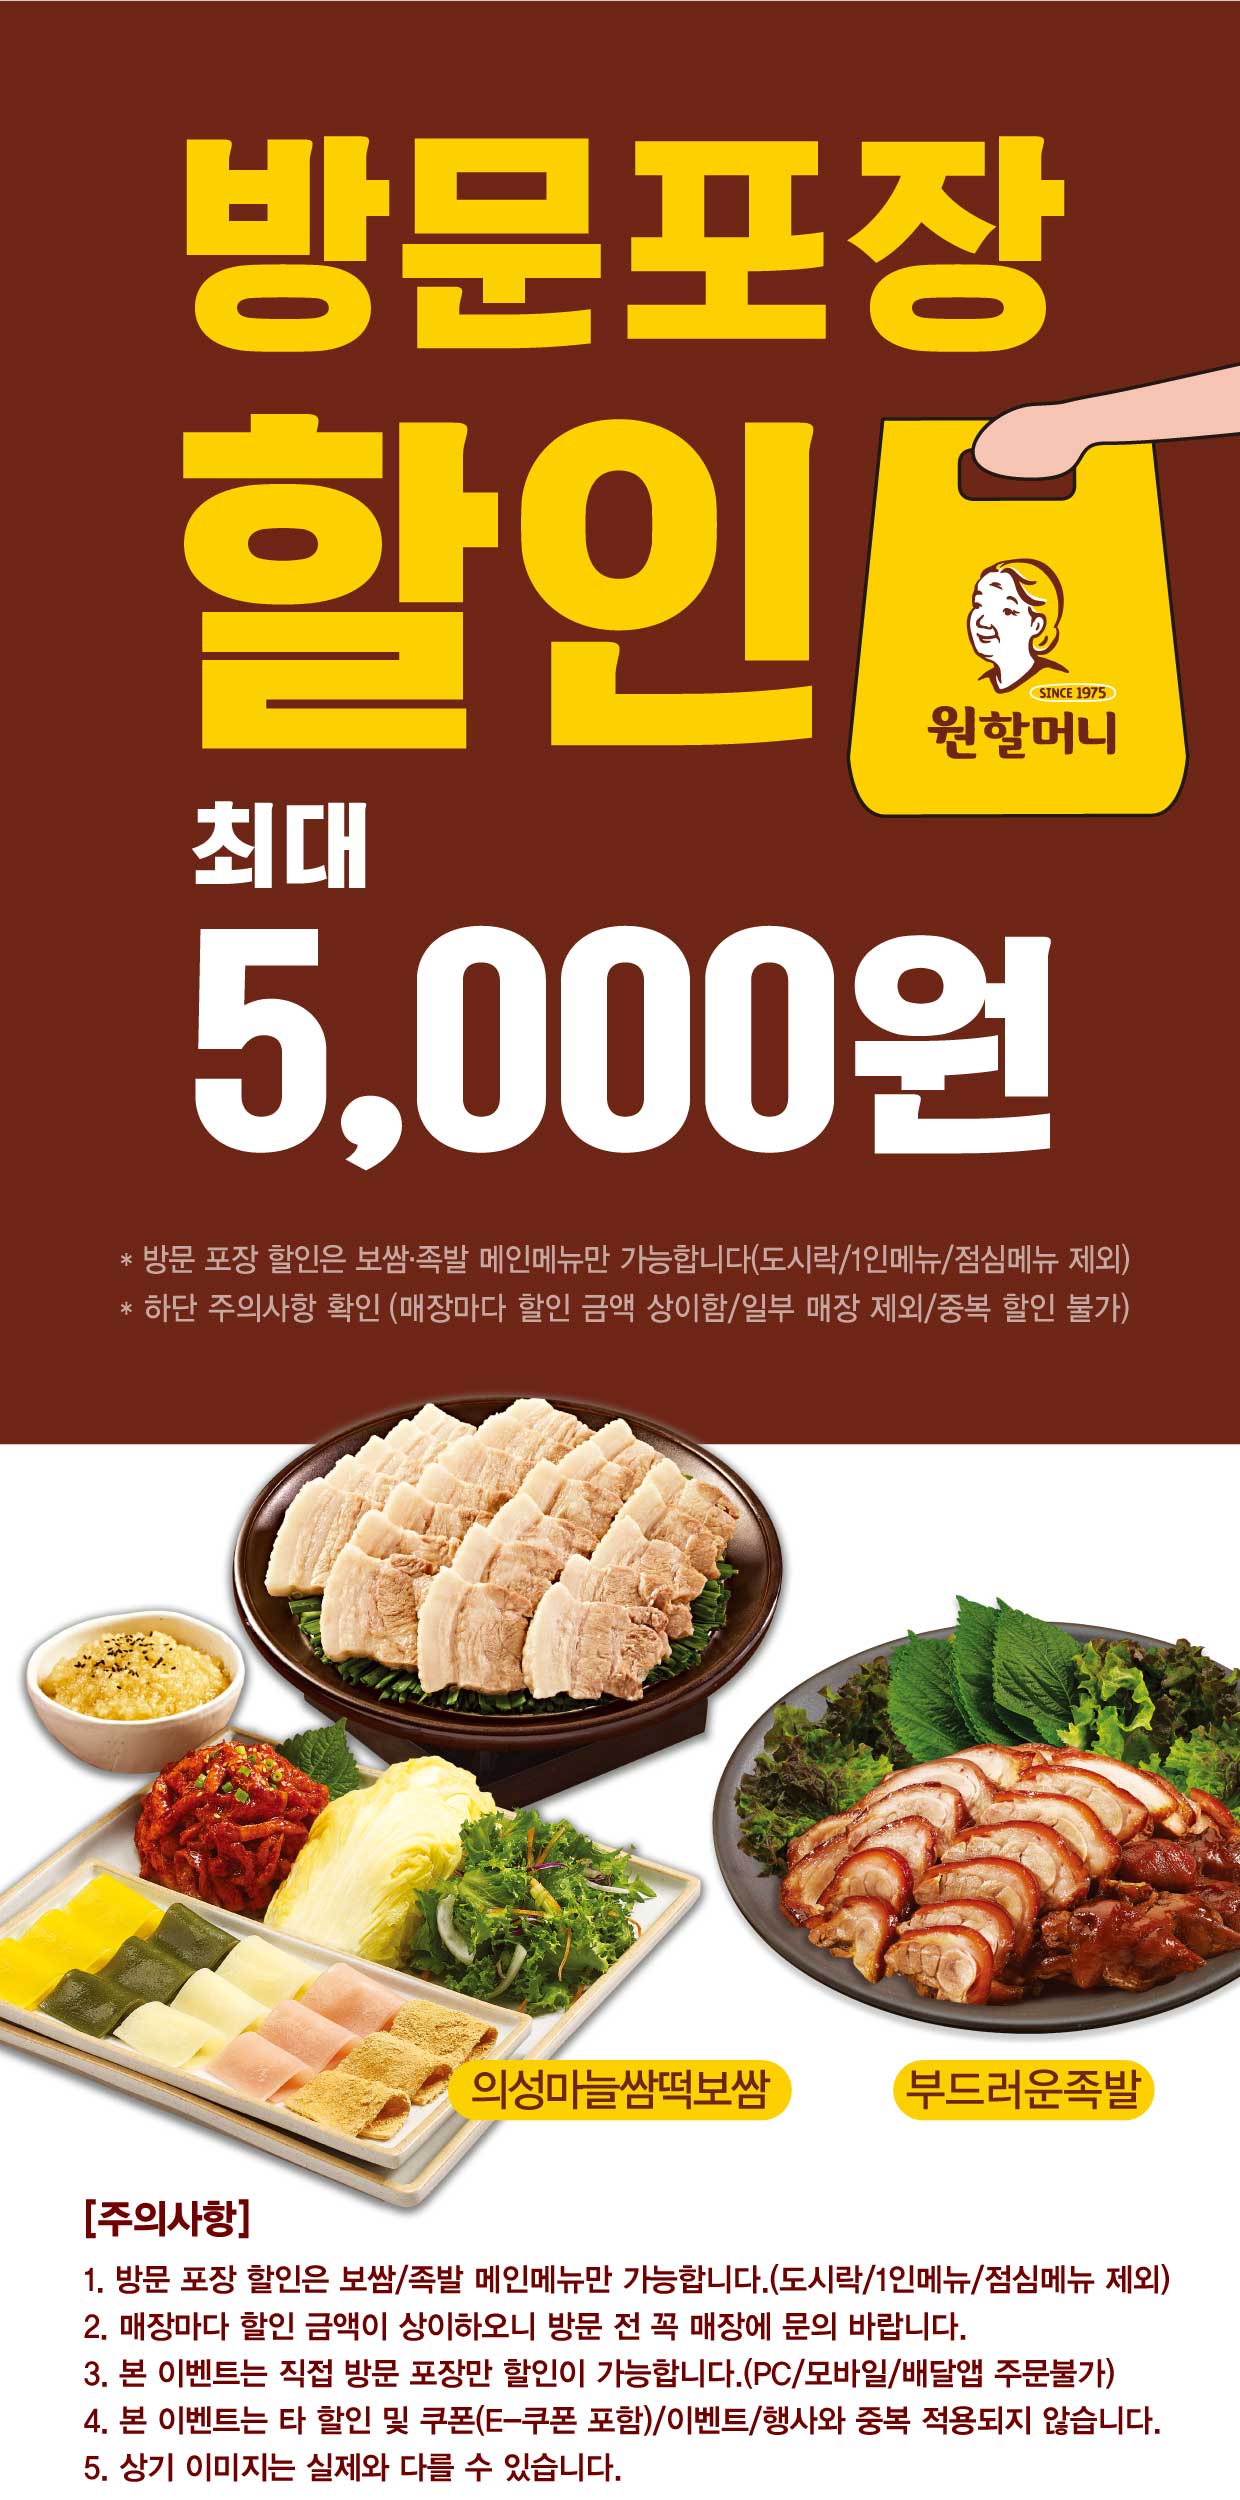 방문포장
할인
SINCE 1975
원할머니
최대
5,000원
* 방문 포장 할인은 보쌈·족발 메인메뉴만 가능합니다(도시락/1인메뉴/점심메뉴 제외)
* 하단 주의사항 확인 (매장마다 할인 금액 상이함/일부 매장 제외/중복 할인 불가)
의성마늘쌈떡보쌈
부드러운족발
[주의사항]
1. 방문 포장 할인은 보쌈/족발 메인메뉴만 가능합니다.(도시락/1인메뉴/점심메뉴 제외)
2. 매장마다 할인 금액이 상이하오니 방문 전 꼭 매장에 문의 바랍니다.
3. 본 이벤트는 직접 방문 포장만 할인이 가능합니다.(PC/모바일/배달앱 주문불가)
4. 본 이벤트는 타 할인 및 쿠폰(E-쿠폰 포함)/이벤트/행사와 중복 적용되지 않습니다.
5. 상기 이미지는 실제와 다를 수 있습니다.